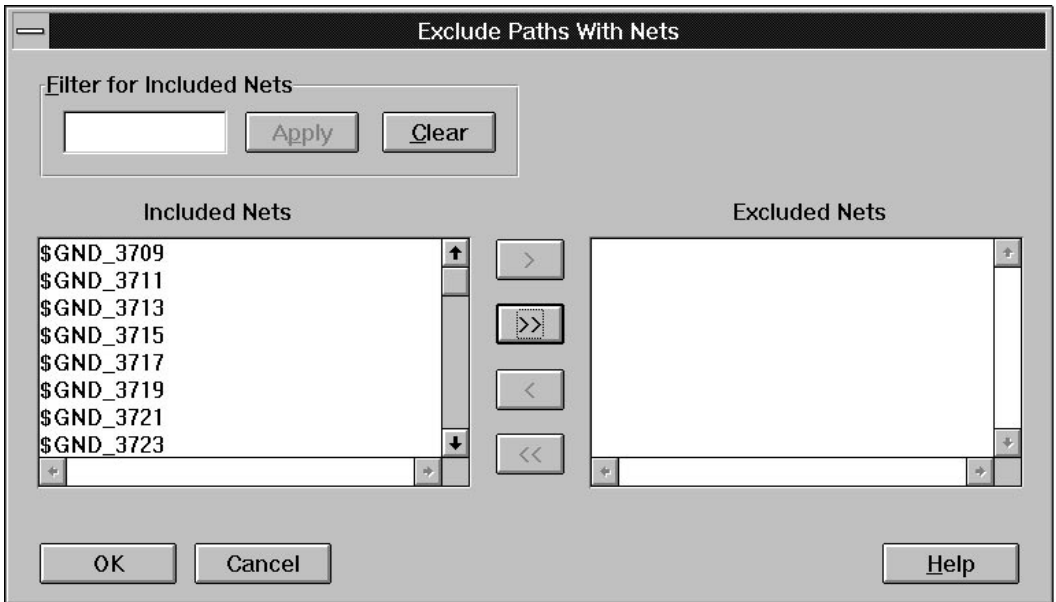 Exclude Paths With Nets
Filter for Included Nets
Apply
Clear
Included Nets
Excluded Nets
$GND_3709
$GND_3711
$GND_3713
$GND_3715
$GND_3717
$GND_3719
$GND_3721
$GND_3723
>
>>
<
<<
OK
Cancel
Help